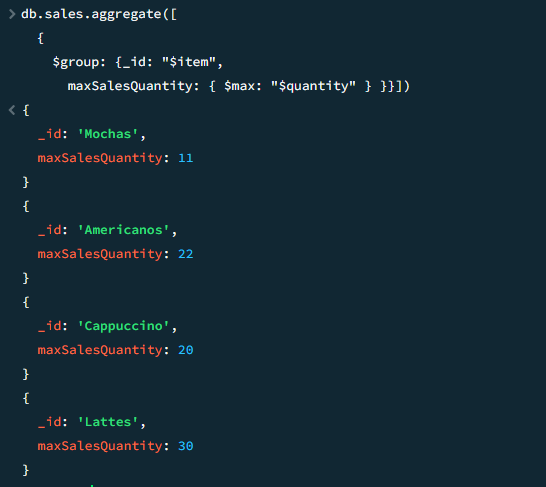 > db.sales.aggregate([
{
$group: {_id: "$item",
maxSalesQuantity: { $max: "$quantity" } }}])
< {
_id: 'Mochas',
maxSalesQuantity: 11
}
{
_id: 'Americanos',
maxSalesQuantity: 22
}
{
_id: 'Cappuccino',
maxSalesQuantity: 20
}
{
_id: 'Lattes',
maxSalesQuantity: 30
}